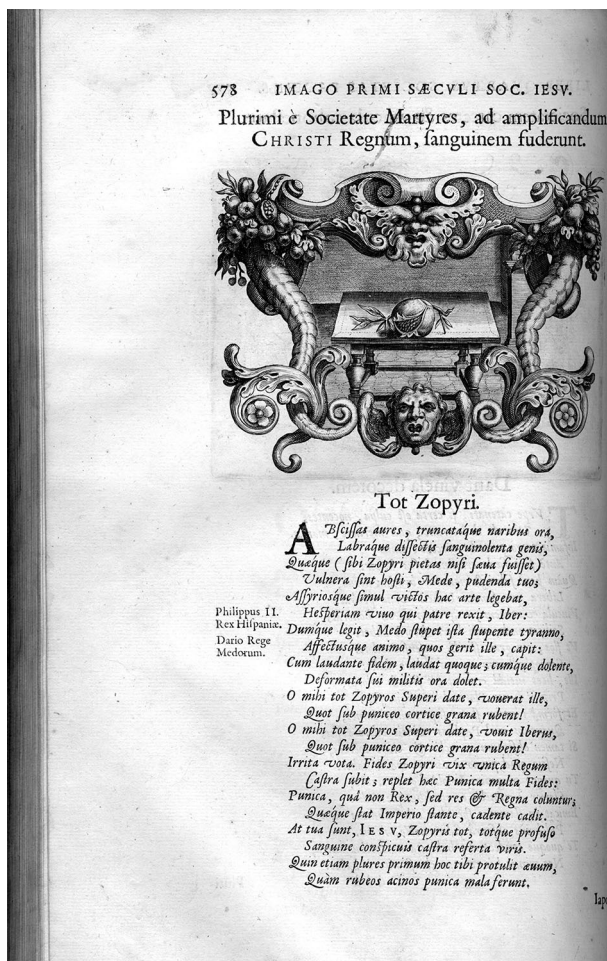 578 IMAGO PRIMI SÆCVLI SOC. IESV.
Plurimi è Societate Martyres, ad amplificandum
CHRISTI Regnum, ſanguinem fuderunt.
Tot Zopyri.
ABſciſſas aures, truncatáque naribus ora,
Labráque diſſectis ſanguinolenta genis,
Quæque (ſibi Zopyri pietas niſi ſæua fuiſſet)
Vulnera ſint hoſti, Mede, pudenda tuo;
Aſſyrioſque ſimul victos hac arte legebat,
Philippus II.
Rex Hiſpaniæ.
Heſperiam viuo qui patre rexit, Iber:
Dario Rege
Medorum.
Dumque legit, Medo ſtupet iſta ſtupente tyranno,
Affectuſque animo, quos gerit ille, capit:
Cum laudante fidem, laudat quoque; cumque dolente,
Deformata ſui militis ora dolet.
O mihi tot Zopyros Superi date, vouerat ille,
Quot ſub puniceo cortice grana rubent!
O mihi tot Zopyros Superi date, vouit Iberus,
Quot ſub puniceo cortice grana rubent!
Irrita vota. Fides Zopyri vix vnica Regum
Caſtra ſubit; replet hæc Punica multa Fides:
Punica, quâ non Rex, ſed res & Regna coluntur;
Quæque ſtat Imperio ſtante, cadente cadit.
At tua ſunt, IESV, Zopyris tot, totque profuſo
Sanguine conſpicuis caſtra referta viris.
Quin etiam plures primum hoc tibi protulit æuum,
Quàm rubeos acinos punica mala ferunt.